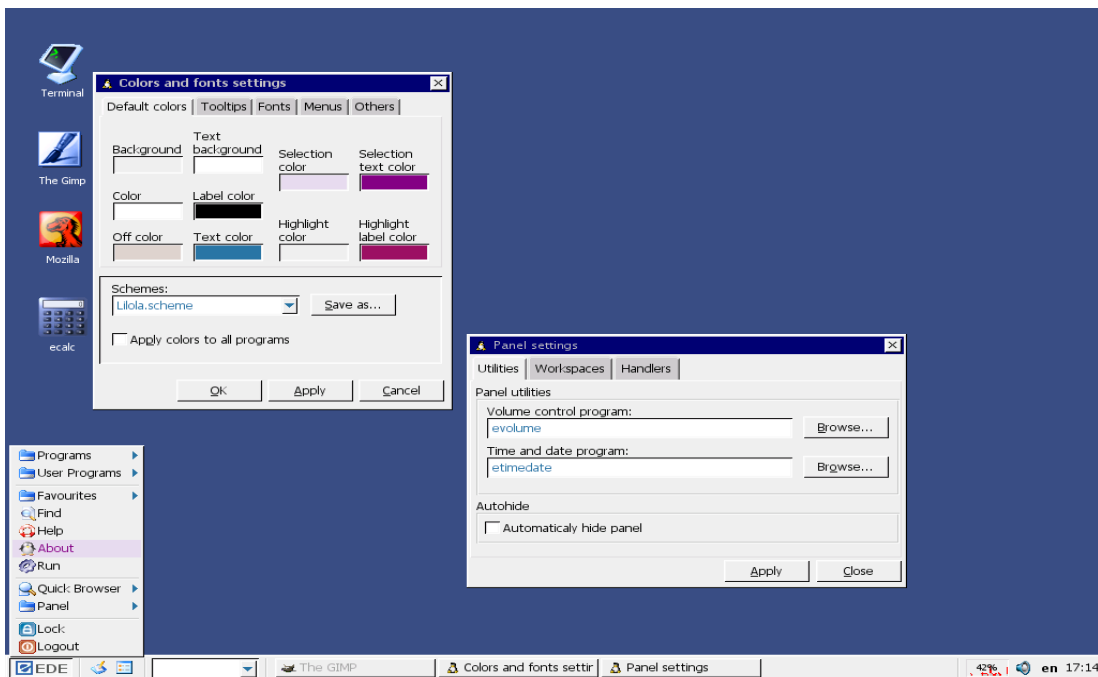 Terminal
The Gimp
Mozilla
ecalc
Colors and fonts settings
Default colors Tooltips Fonts Menus Others
Background
Text background
Selection color
Selection text color
Color
Label color
Off color
Text color
Highlight color
Highlight label color
Schemes:
Lilola.scheme
Save as...
Apply colors to all programs
OK Apply Cancel
Panel settings
Utilities Workspaces Handlers
Panel utilities
Volume control program:
evolume Browse...
Time and date program:
etimedate Browse...
Autohide
Automaticaly hide panel
Apply Close
Programs
User Programs
Favourites
Find
Help
About
Run
Quick Browser
Panel
Lock
Logout
EDE The GIMP Colors and fonts settir Panel settings 42% en 17:14